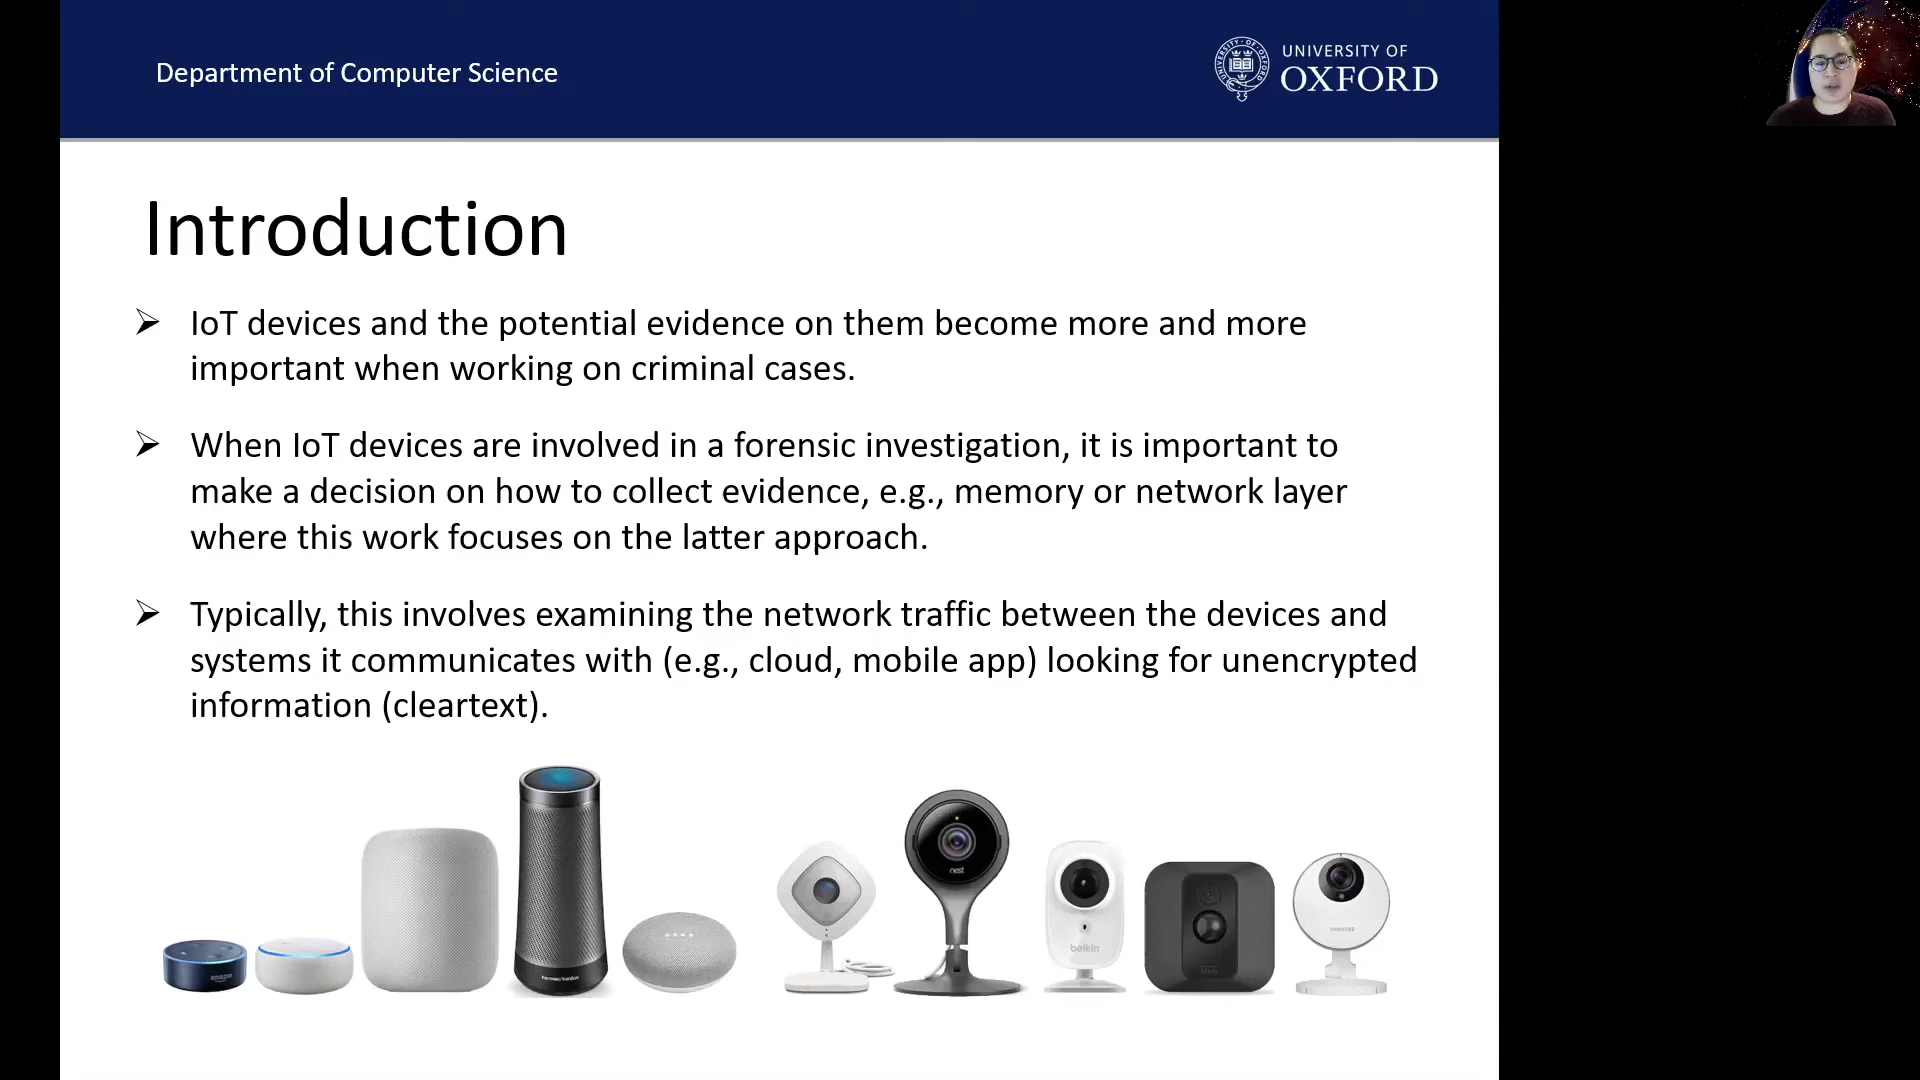 Department of Computer Science
UNIVERSITY OF
OXFORD
Introduction
➢ IoT devices and the potential evidence on them become more and more
important when working on criminal cases.
➢ When IoT devices are involved in a forensic investigation, it is important to
make a decision on how to collect evidence, e.g., memory or network layer
where this work focuses on the latter approach.
➢ Typically, this involves examining the network traffic between the devices and
systems it communicates with (e.g., cloud, mobile app) looking for unencrypted
information (cleartext).
nest
belkin
SAMSUNG
amazon
harman/kardon